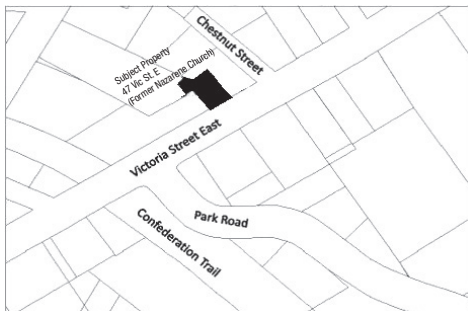 Chestnut Street
Subject Property
47 Vic St. E
(Former Nazarene Church)
Victoria Street East
Park Road
Confederation Trail